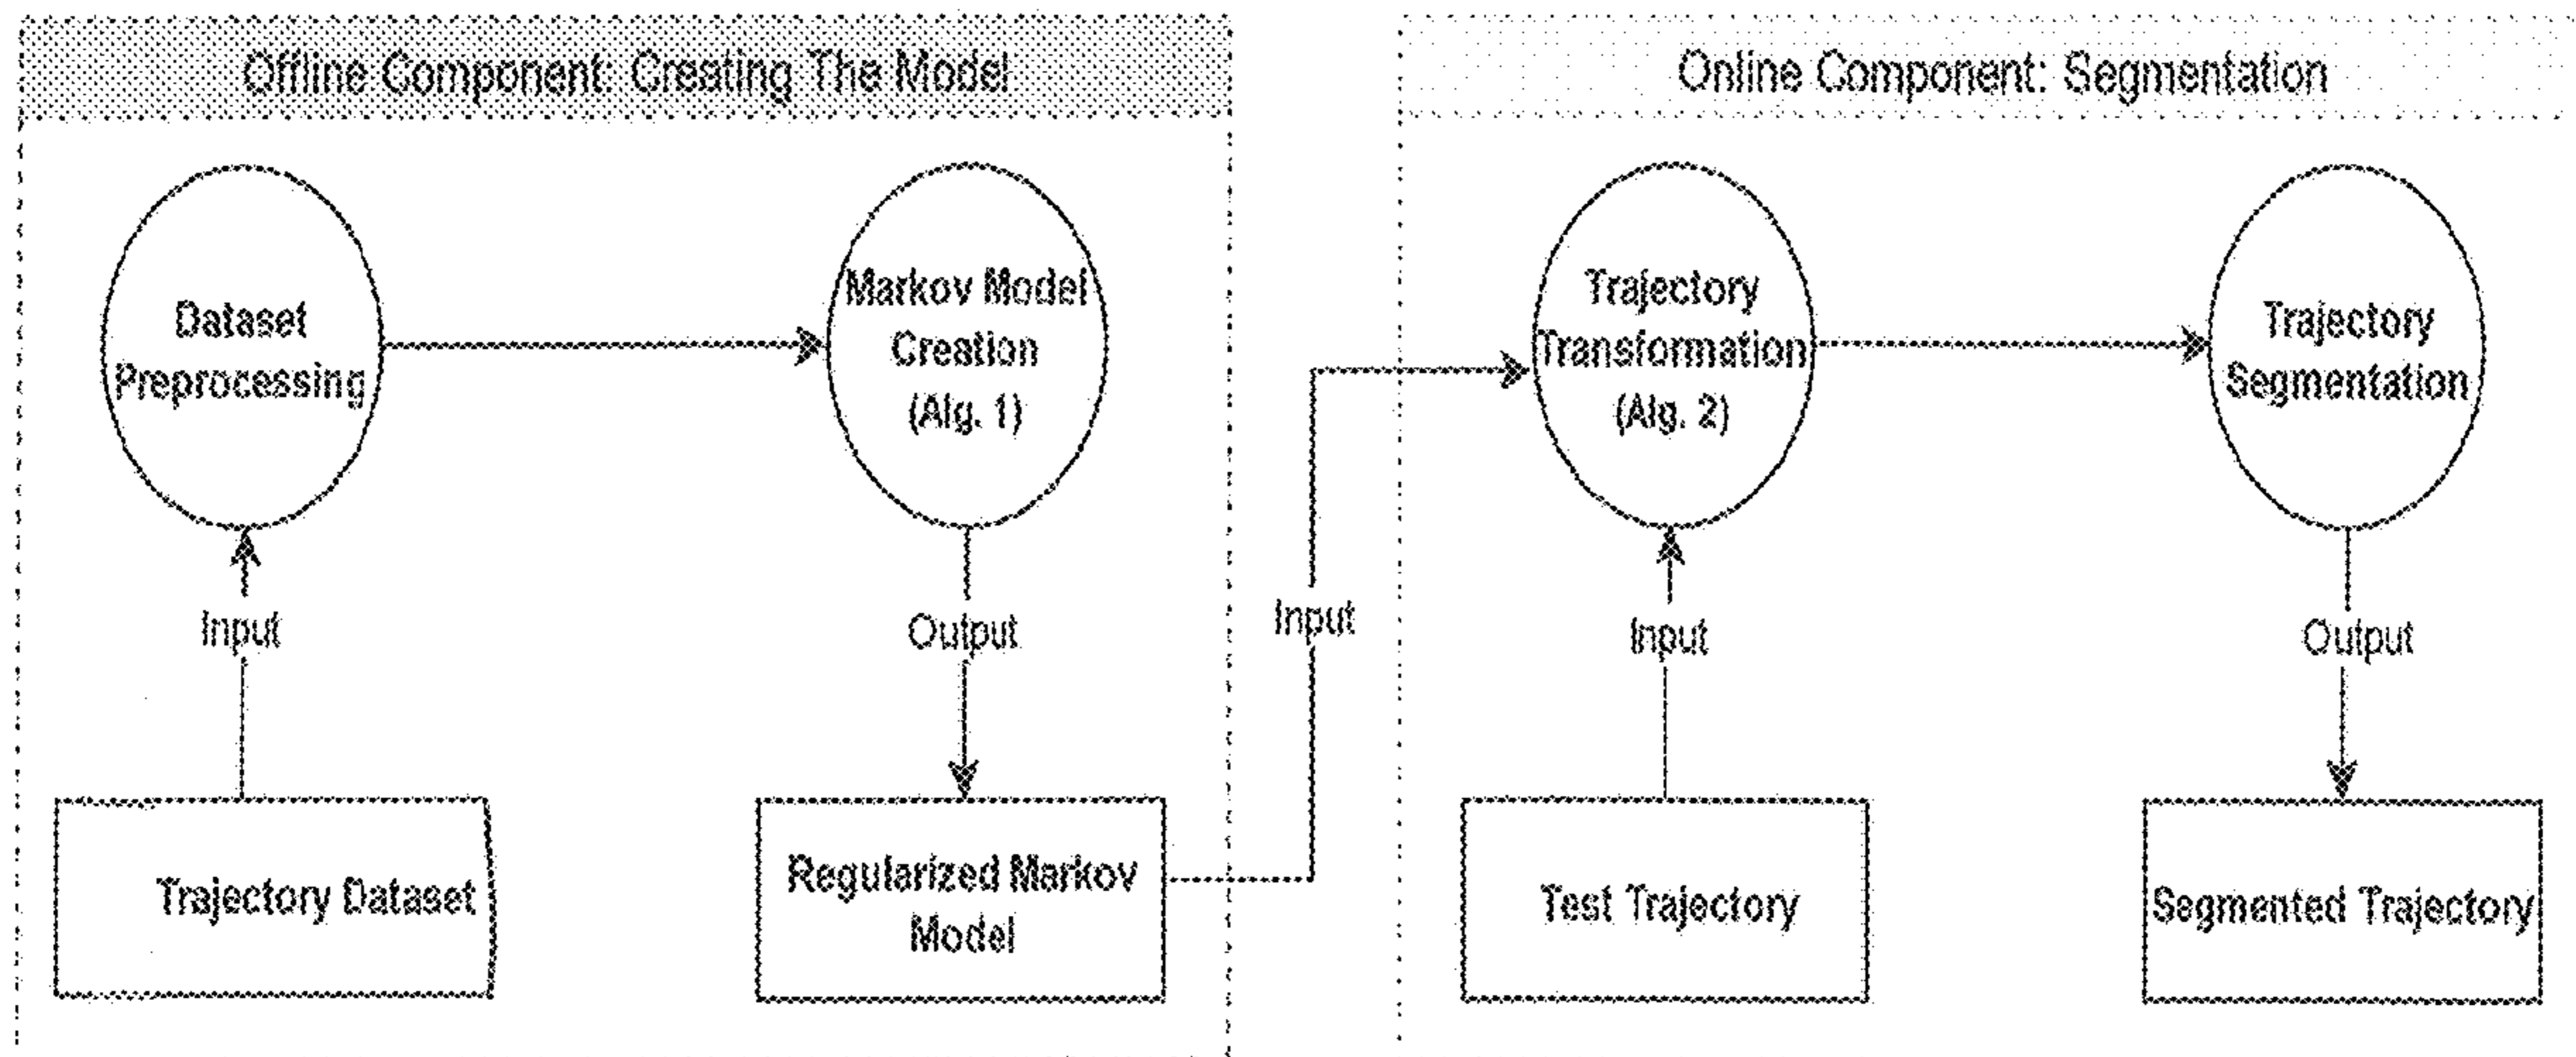 Offline Component: Creating The Model
Dataset
Preprocessing
Markov Model
Creation
(Alg. 1)
Input
Output
Trajectory Dataset
Regularized Markov
Model
Input
Online Component: Segmentation
Trajectory
Transformation
(Alg. 2)
Trajectory
Segmentation
Input
Output
Test Trajectory
Segmented Trajectory